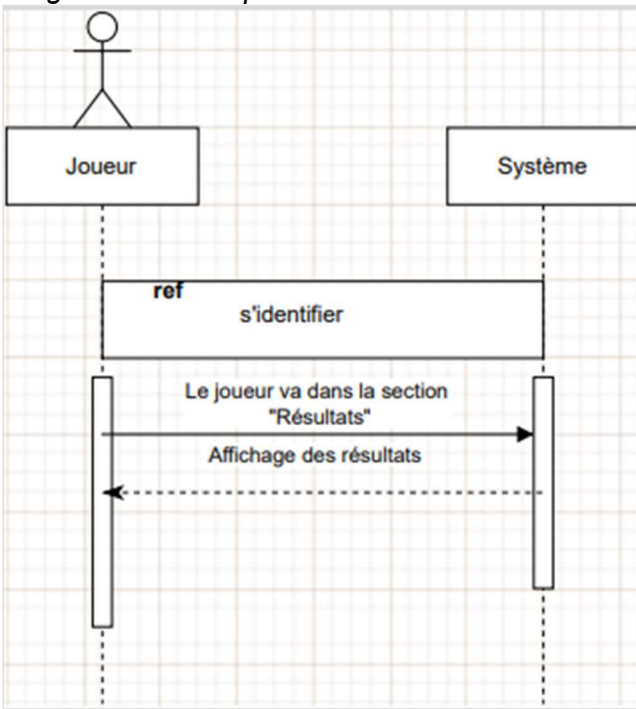 Joueur
Système
ref
s'identifier
Le joueur va dans la section
"Résultats"
Affichage des résultats